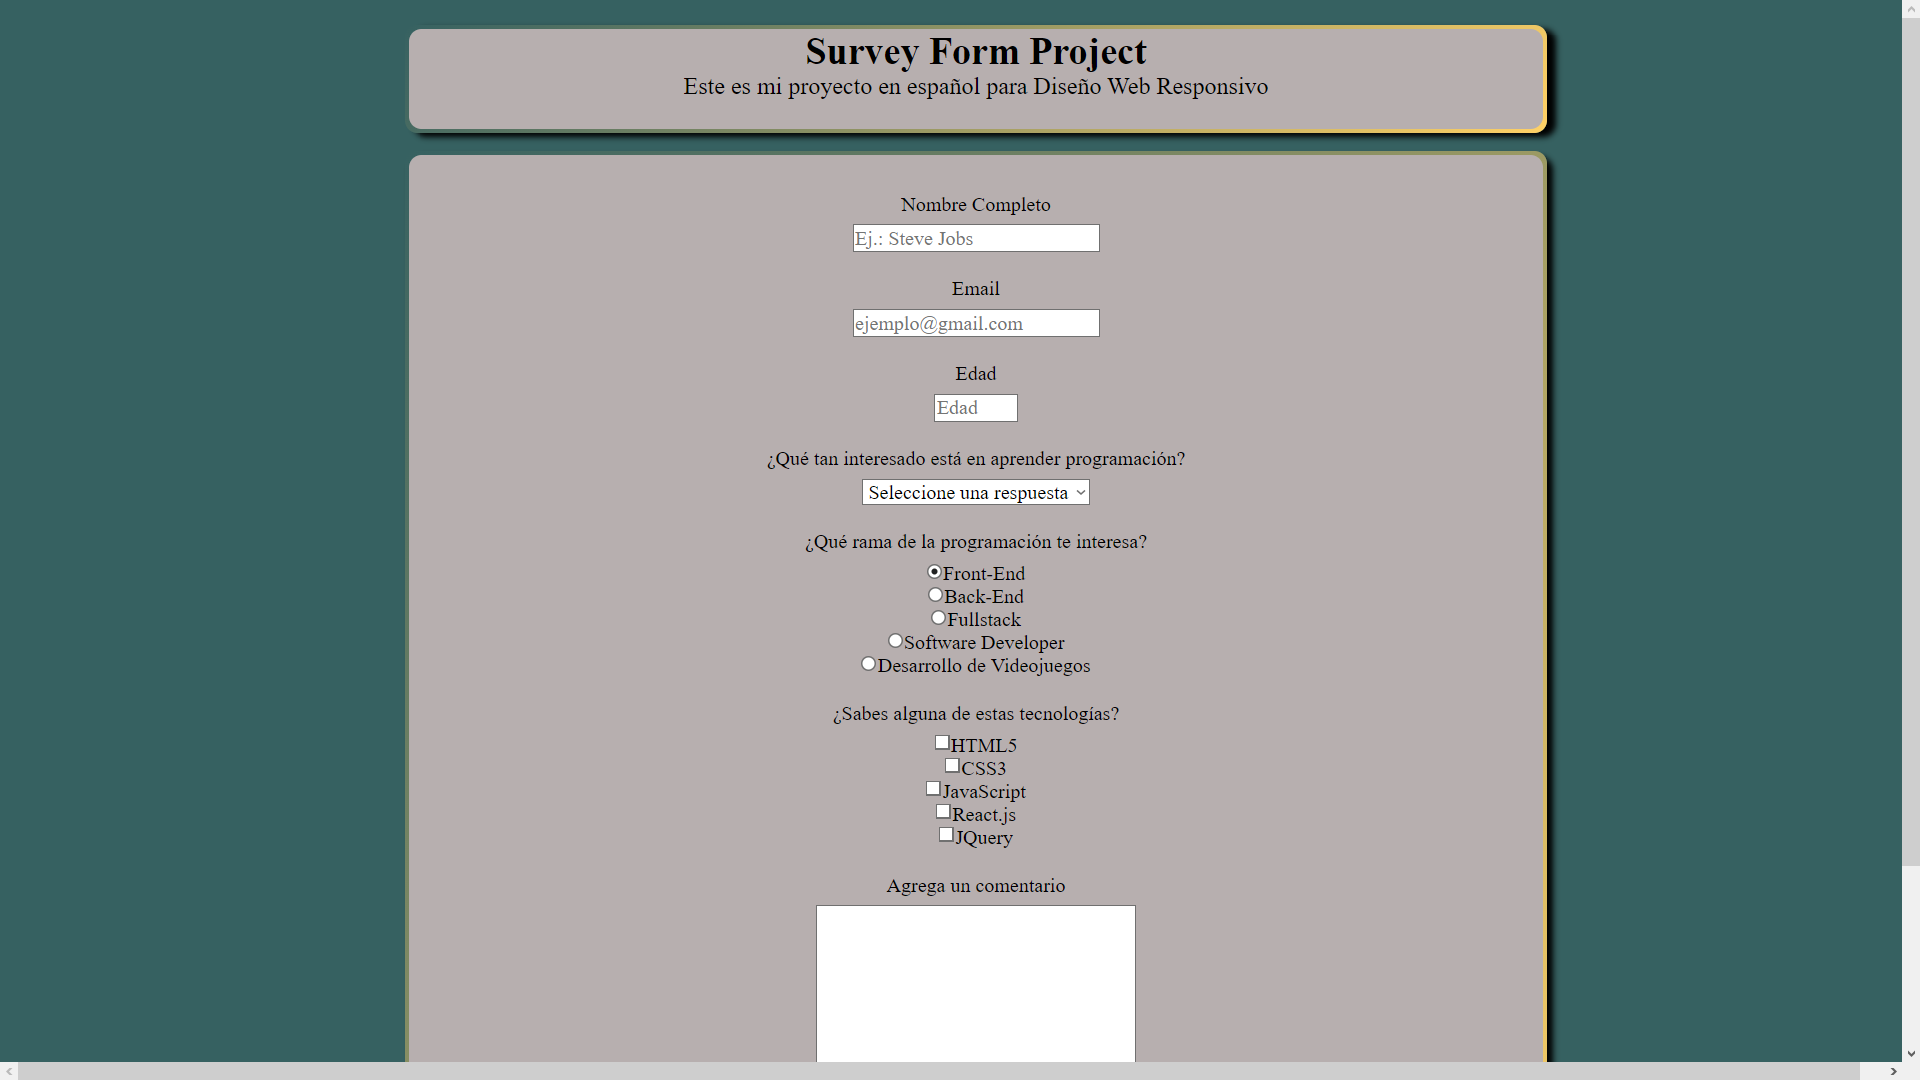 Survey Form Project
Este es mi proyecto en español para Diseño Web Responsivo
Nombre Completo
Ej.: Steve Jobs
Email
ejemplo@gmail.com
Edad
Edad
¿Qué tan interesado está en aprender programación?
Seleccione una respuesta
¿Qué rama de la programación te interesa?
Front-End
Back-End
Fullstack
Software Developer
Desarrollo de Videojuegos
¿Sabes alguna de estas tecnologías?
HTML5
CSS3
JavaScript
React.js
JQuery
Agrega un comentario